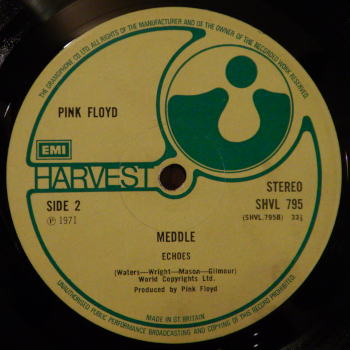 THE GRAMOPHONE CO LTD. ALL RIGHTS OF THE MANUFACTURER AND OF THE OWNER OF THE RECORDED WORK RESERVED.
PINK FLOYD
EMI
HARVEST
SIDE 2
STEREO
SHVL 795
℗ 1971
(SHVL.795B) 33⅓
MEDDLE
ECHOES
(Waters—Wright—Mason—Gilmour)
World Copyrights Ltd.
Produced by Pink Floyd
UNAUTHORISED PUBLIC PERFORMANCE BROADCASTING AND COPYING OF THIS RECORD PROHIBITED.
MADE IN GT. BRITAIN